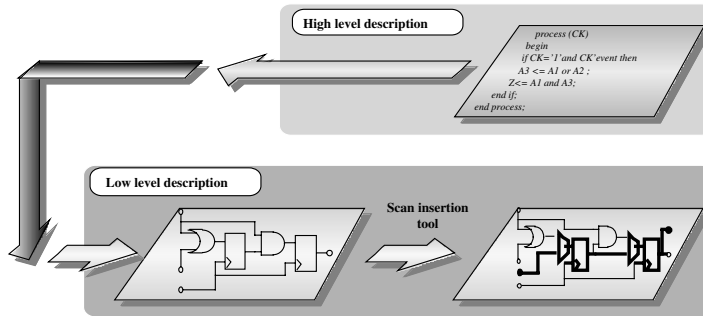 High level description
process (CK)
begin
if CK='1'and CK'event then
A3 <= A1 or A2 ;
Z<= A1 and A3;
end if;
end process;
Low level description
Scan insertion
tool